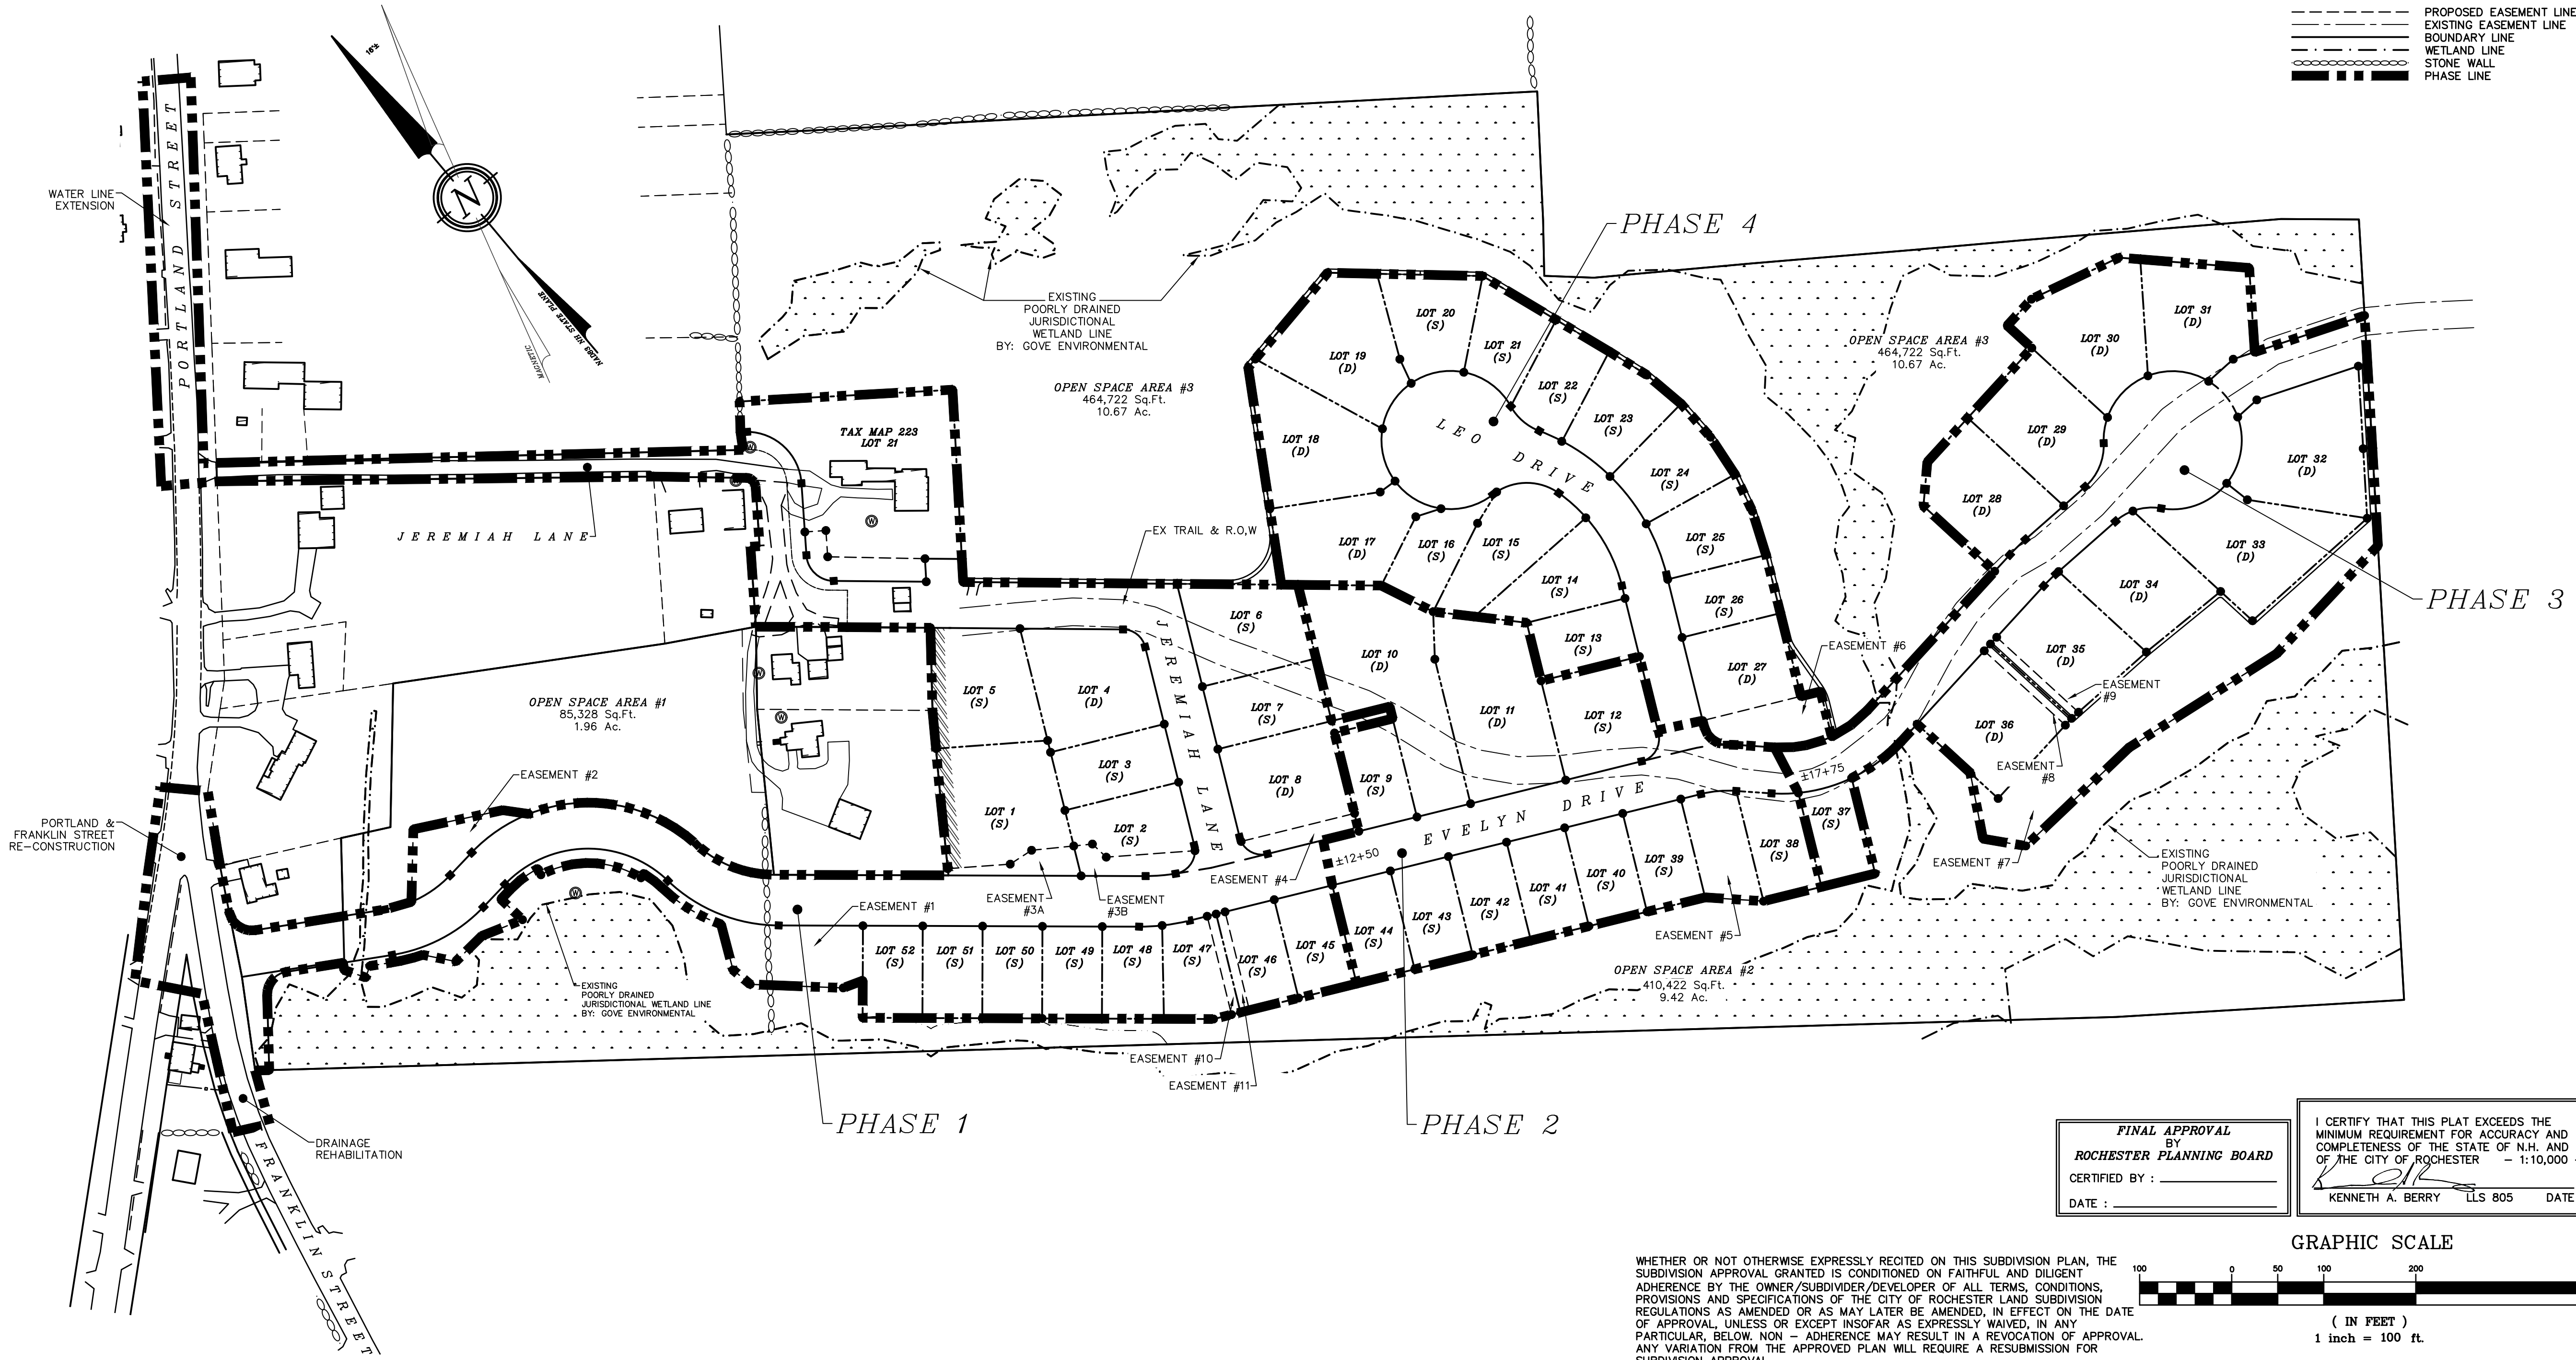 PROPOSED EASEMENT LINE
EXISTING EASEMENT LINE
BOUNDARY LINE
WETLAND LINE
STONE WALL
PHASE LINE
16°±
N
NAD83 NH STATE PLANE
MAGNETIC
WATER LINE
EXTENSION
PORTLAND STREET
PHASE 4
EXISTING
POORLY DRAINED
JURISDICTIONAL
WETLAND LINE
BY: GOVE ENVIRONMENTAL
OPEN SPACE AREA #3
464,722 Sq.Ft.
10.67 Ac.
OPEN SPACE AREA #3
464,722 Sq.Ft.
10.67 Ac.
TAX MAP 223
LOT 21
W
W
W
W
W
W
JEREMIAH LANE
EX TRAIL & R.O,W
LOT 20
(S)
LOT 21
(S)
LOT 19
(D)
LOT 22
(S)
LOT 23
(S)
LOT 18
(D)
LEO DRIVE
LOT 24
(S)
LOT 17
(D)
LOT 16
(S)
LOT 15
(S)
LOT 25
(S)
LOT 14
(S)
LOT 26
(S)
LOT 13
(S)
LOT 27
(D)
EASEMENT #6
LOT 31
(D)
LOT 30
(D)
LOT 29
(D)
LOT 28
(D)
LOT 32
(D)
LOT 33
(D)
LOT 34
(D)
LOT 35
(D)
LOT 36
(D)
PHASE 3
EASEMENT
#9
EASEMENT
#8
EASEMENT #7
EXISTING
POORLY DRAINED
JURISDICTIONAL
WETLAND LINE
BY: GOVE ENVIRONMENTAL
OPEN SPACE AREA #1
85,328 Sq.Ft.
1.96 Ac.
EASEMENT #2
LOT 5
(S)
LOT 4
(D)
LOT 3
(S)
LOT 1
(S)
LOT 2
(S)
JEREMIAH LANE
LOT 6
(S)
LOT 7
(S)
LOT 8
(D)
LOT 10
(D)
LOT 11
(D)
LOT 12
(S)
LOT 9
(S)
±17+75
±12+50
EVELYN DRIVE
EASEMENT #4
EASEMENT
#3A
EASEMENT
#3B
EASEMENT #1
PORTLAND &
FRANKLIN STREET
RE-CONSTRUCTION
EXISTING
POORLY DRAINED
JURISDICTIONAL WETLAND LINE
BY: GOVE ENVIRONMENTAL
LOT 52
(S)
LOT 51
(S)
LOT 50
(S)
LOT 49
(S)
LOT 48
(S)
LOT 47
(S)
LOT 46
(S)
LOT 45
(S)
LOT 44
(S)
LOT 43
(S)
LOT 42
(S)
LOT 41
(S)
LOT 40
(S)
LOT 39
(S)
LOT 38
(S)
LOT 37
(S)
EASEMENT #5
OPEN SPACE AREA #2
410,422 Sq.Ft.
9.42 Ac.
EASEMENT #10
EASEMENT #11
PHASE 1
PHASE 2
DRAINAGE
REHABILITATION
FRANKLIN STREET
FINAL APPROVAL
BY
ROCHESTER PLANNING BOARD
CERTIFIED BY :
DATE :
I CERTIFY THAT THIS PLAT EXCEEDS THE
MINIMUM REQUIREMENT FOR ACCURACY AND
COMPLETENESS OF THE STATE OF N.H. AND
OF THE CITY OF ROCHESTER – 1:10,000
KENNETH A. BERRY LLS 805 DATE
GRAPHIC SCALE
100 0 50 100 200
( IN FEET )
1 inch = 100 ft.
WHETHER OR NOT OTHERWISE EXPRESSLY RECITED ON THIS SUBDIVISION PLAN, THE
SUBDIVISION APPROVAL GRANTED IS CONDITIONED ON FAITHFUL AND DILIGENT
ADHERENCE BY THE OWNER/SUBDIVIDER/DEVELOPER OF ALL TERMS, CONDITIONS,
PROVISIONS AND SPECIFICATIONS OF THE CITY OF ROCHESTER LAND SUBDIVISION
REGULATIONS AS AMENDED OR AS MAY LATER BE AMENDED, IN EFFECT ON THE DATE
OF APPROVAL, UNLESS OR EXCEPT INSOFAR AS EXPRESSLY WAIVED, IN ANY
PARTICULAR, BELOW. NON – ADHERENCE MAY RESULT IN A REVOCATION OF APPROVAL.
ANY VARIATION FROM THE APPROVED PLAN WILL REQUIRE A RESUBMISSION FOR
SUBDIVISION APPROVAL